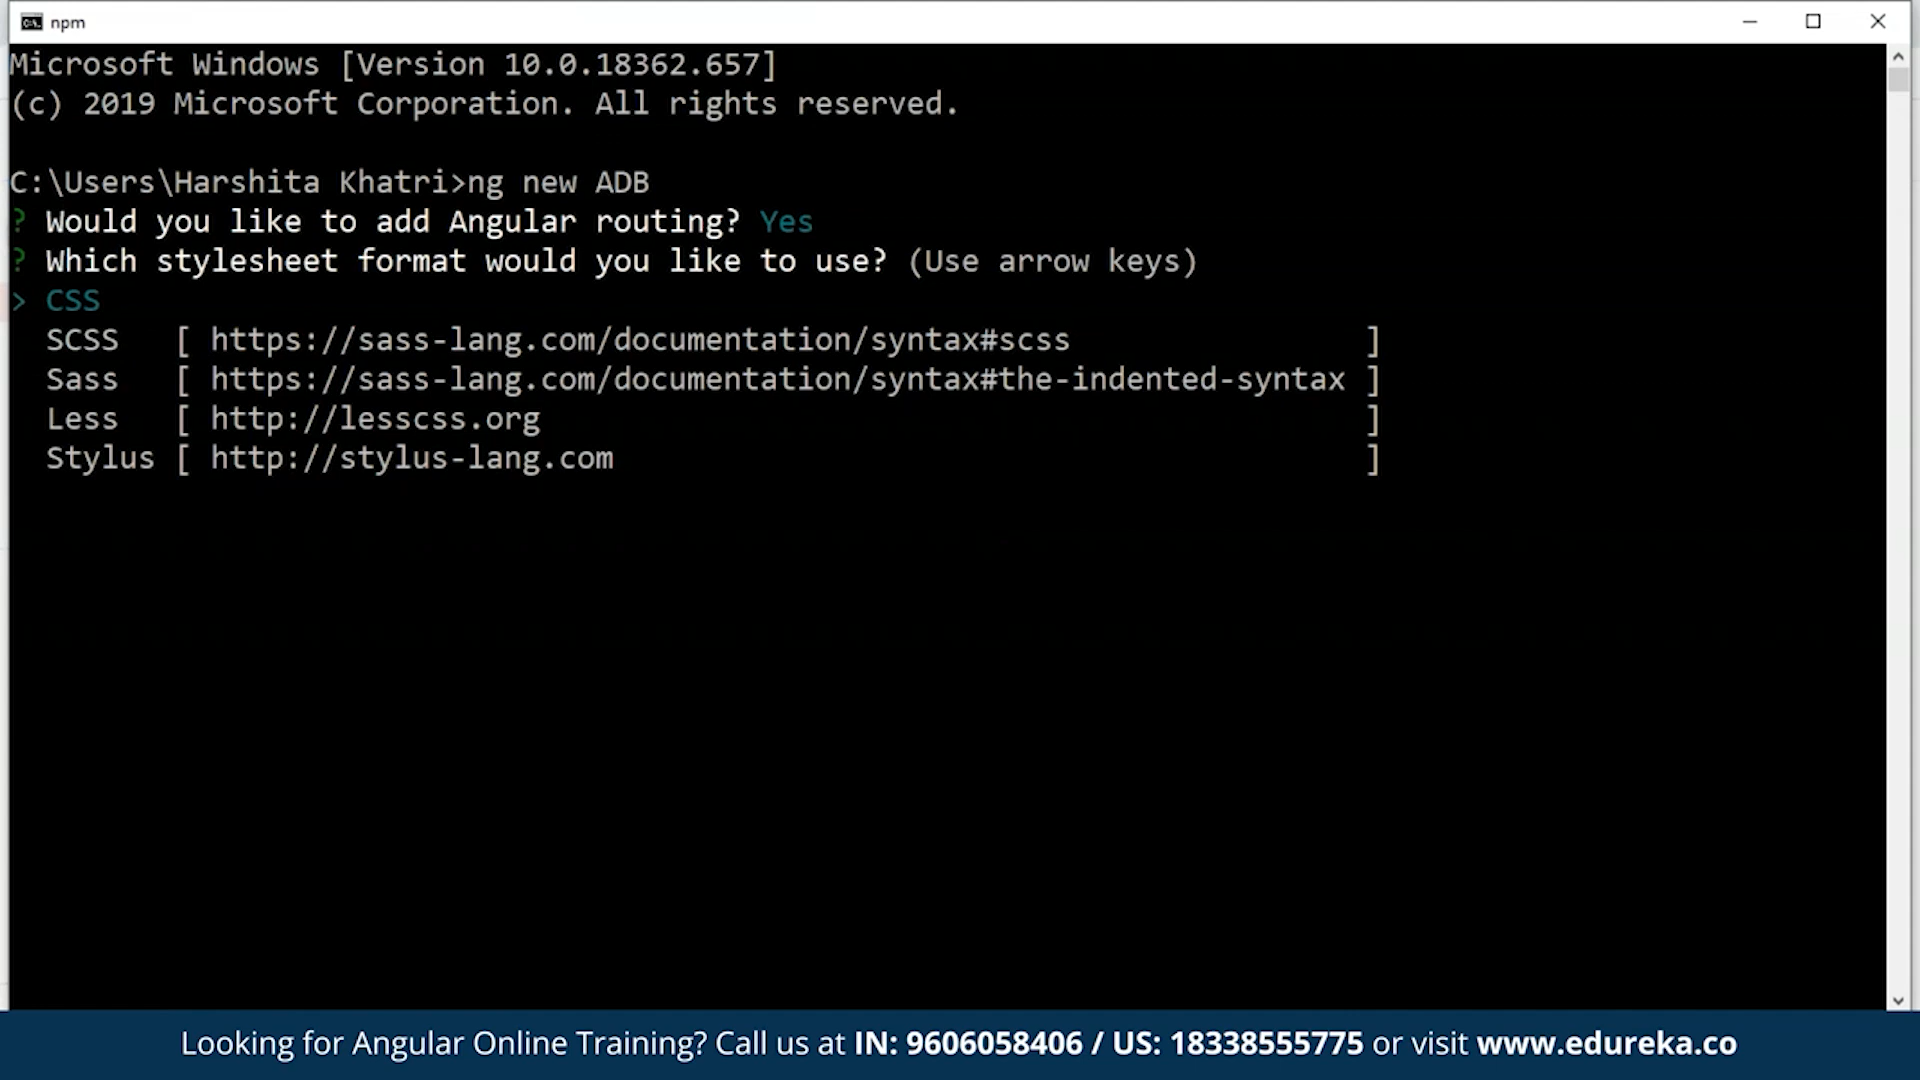 npm
Microsoft Windows [Version 10.0.18362.657]
(c) 2019 Microsoft Corporation. All rights reserved.
C:\Users\Harshita Khatri>ng new ADB
? Would you like to add Angular routing? Yes
? Which stylesheet format would you like to use? (Use arrow keys)
> CSS
SCSS [ https://sass-lang.com/documentation/syntax#scss ]
Sass [ https://sass-lang.com/documentation/syntax#the-indented-syntax ]
Less [ http://lesscss.org ]
Stylus [ http://stylus-lang.com ]
Looking for Angular Online Training? Call us at IN: 9606058406 / US: 18338555775 or visit www.edureka.co